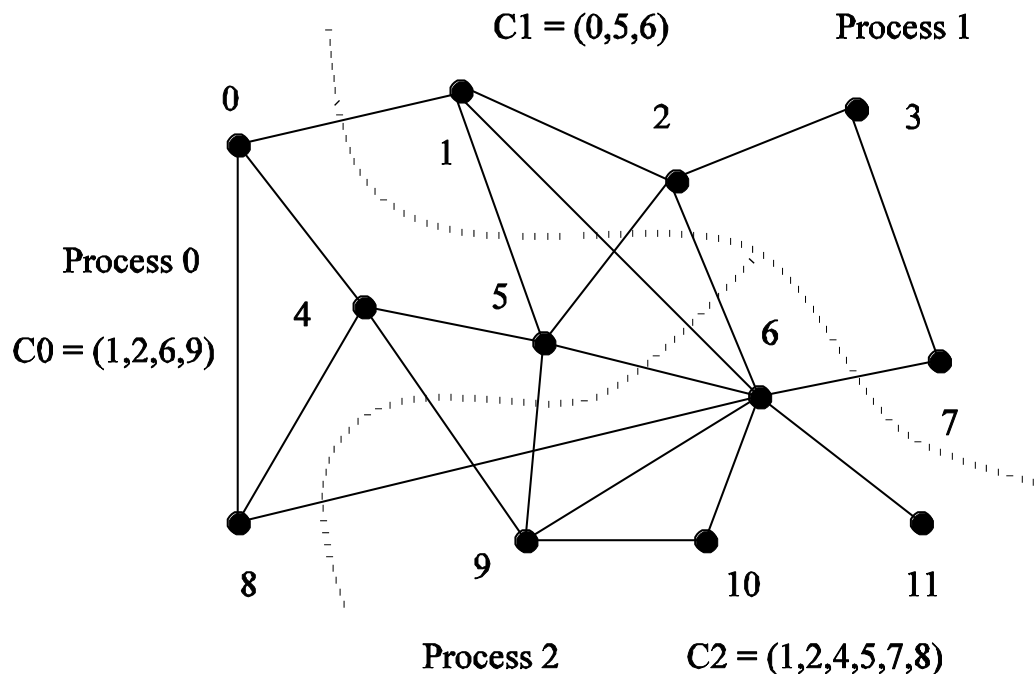 C1 = (0,5,6)
Process 1
0
2
3
1
Process 0
4
5
6
C0 = (1,2,6,9)
7
8
9
10
11
Process 2
C2 = (1,2,4,5,7,8)